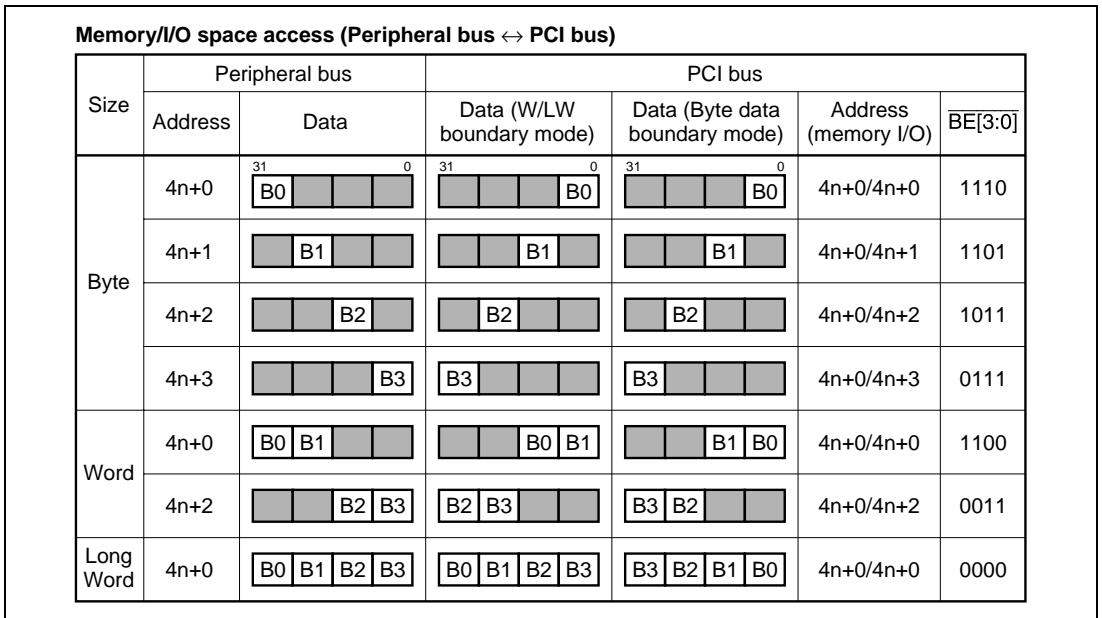 Memory/I/O space access (Peripheral bus ↔ PCI bus)
Size Peripheral bus PCI bus
Address Data Data (W/LW boundary mode) Data (Byte data boundary mode) Address (memory I/O) BE[3:0]
Byte
31 0 31 0 31 0
4n+0 B0 B0 B0 4n+0/4n+0 1110
4n+1 B1 B1 B1 4n+0/4n+1 1101
4n+2 B2 B2 B2 4n+0/4n+2 1011
4n+3 B3 B3 B3 4n+0/4n+3 0111
Word
4n+0 B0 B1 B0 B1 B1 B0 4n+0/4n+0 1100
4n+2 B2 B3 B2 B3 B3 B2 4n+0/4n+2 0011
Long Word
4n+0 B0 B1 B2 B3 B0 B1 B2 B3 B3 B2 B1 B0 4n+0/4n+0 0000